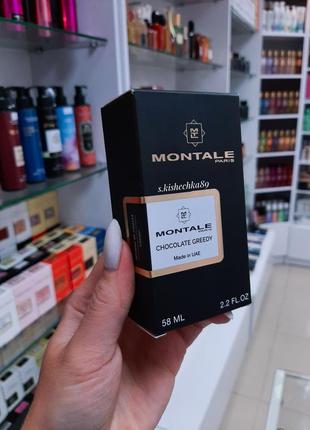 MONTALE
PARIS
s.kishechka89
MONTALE
PARIS
CHOCOLATE GREEDY
Made in UAE
58 ML
2.2 FL.OZ